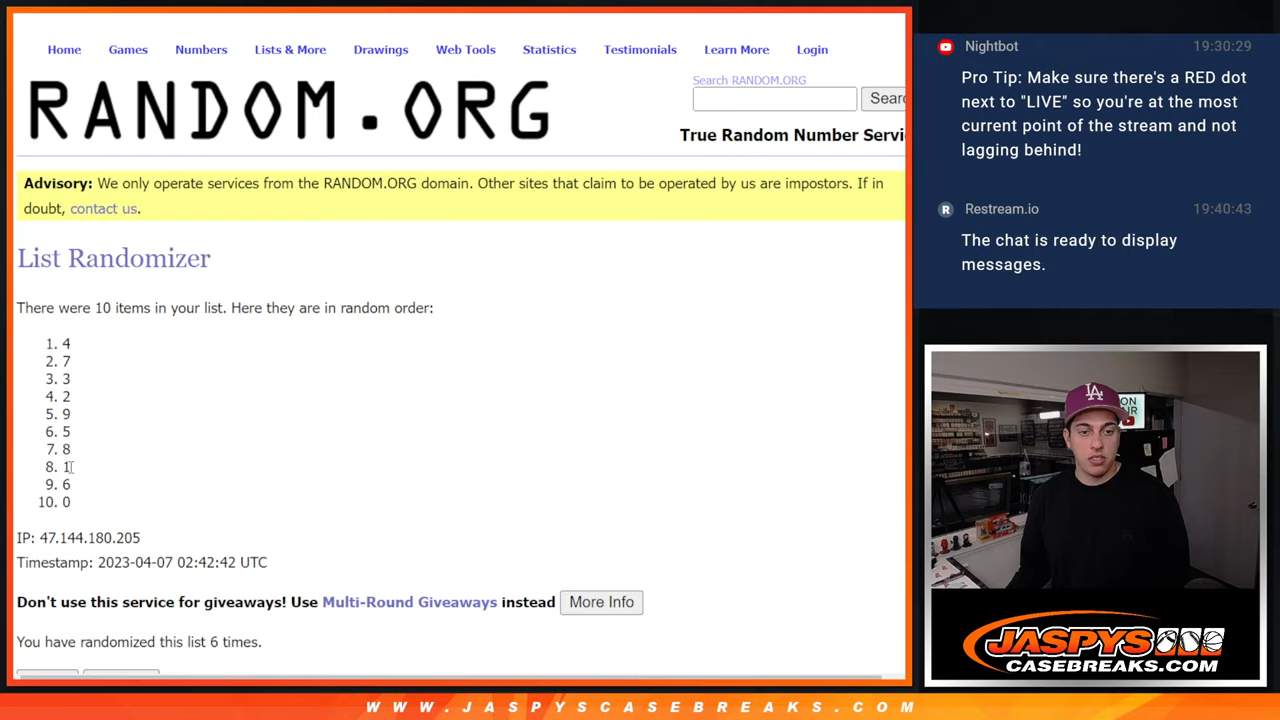 Home Games Numbers Lists & More Drawings Web Tools Statistics Testimonials Learn More Login
RANDOM.ORG
Search RANDOM.ORG
Sear
True Random Number Servi
Advisory: We only operate services from the RANDOM.ORG domain. Other sites that claim to be operated by us are impostors. If in
doubt, contact us.
List Randomizer
There were 10 items in your list. Here they are in random order:
1. 4
2. 7
3. 3
4. 2
5. 9
6. 5
7. 8
8. 1
9. 6
10. 0
IP: 47.144.180.205
Timestamp: 2023-04-07 02:42:42 UTC
Don't use this service for giveaways! Use Multi-Round Giveaways instead More Info
You have randomized this list 6 times.
Nightbot 19:30:29
Pro Tip: Make sure there's a RED dot
next to "LIVE" so you're at the most
current point of the stream and not
lagging behind!
R Restream.io 19:40:43
The chat is ready to display
messages.
LA
ON
JASPYS
CASEBREAKS.COM
WWW.JASPYSCASEBREAKS.COM